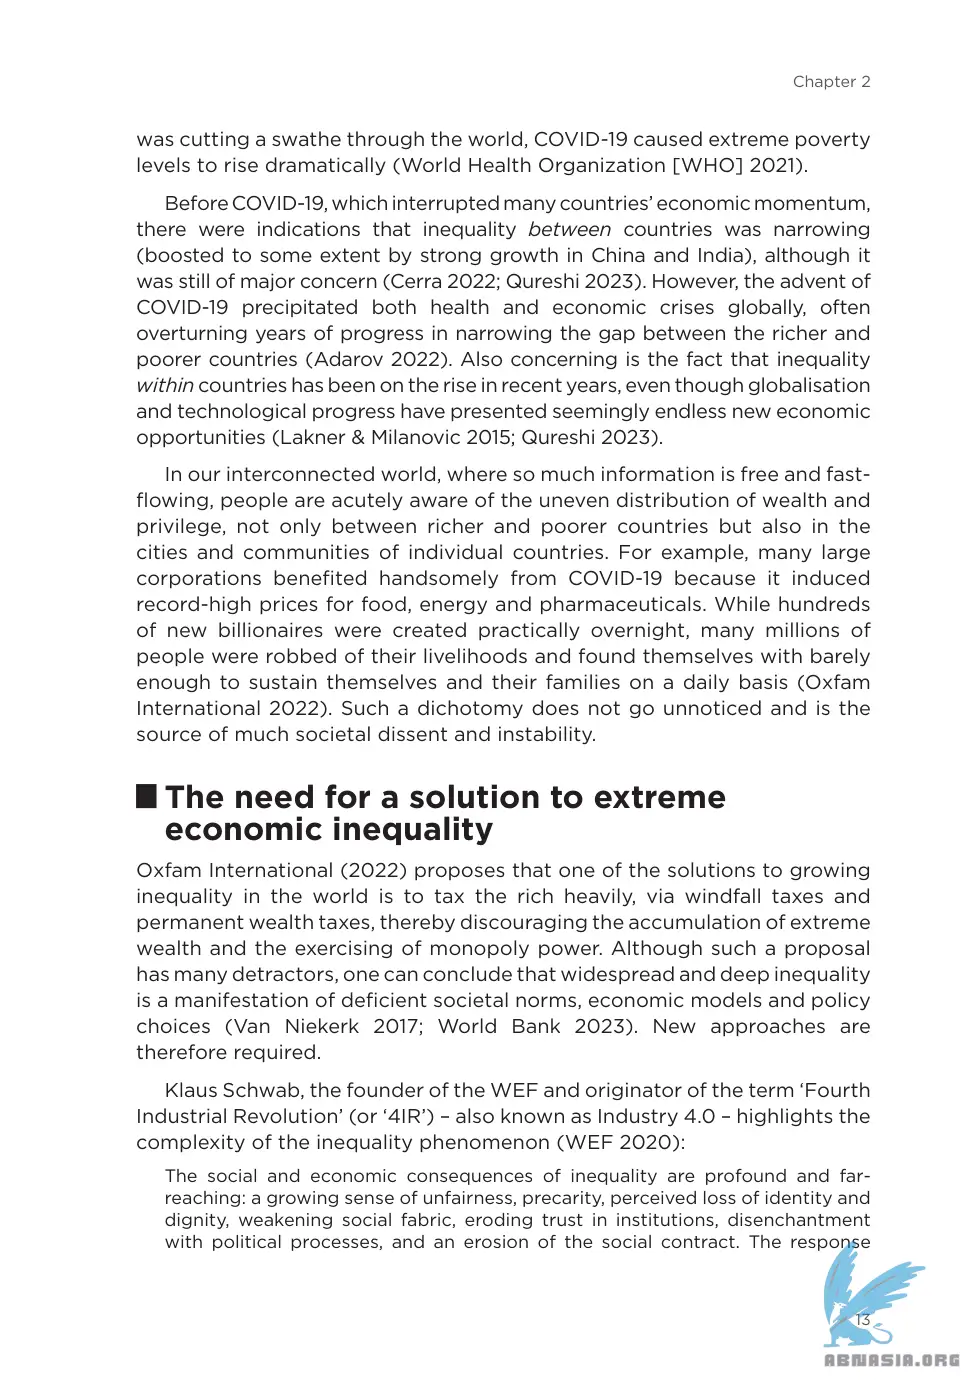 Chapter 2
was cutting a swathe through the world, COVID-19 caused extreme poverty
levels to rise dramatically (World Health Organization [WHO] 2021).
Before COVID-19, which interrupted many countries’ economic momentum,
there were indications that inequality between countries was narrowing
(boosted to some extent by strong growth in China and India), although it
was still of major concern (Cerra 2022; Qureshi 2023). However, the advent of
COVID-19 precipitated both health and economic crises globally, often
overturning years of progress in narrowing the gap between the richer and
poorer countries (Adarov 2022). Also concerning is the fact that inequality
within countries has been on the rise in recent years, even though globalisation
and technological progress have presented seemingly endless new economic
opportunities (Lakner & Milanovic 2015; Qureshi 2023).
In our interconnected world, where so much information is free and fast-
flowing, people are acutely aware of the uneven distribution of wealth and
privilege, not only between richer and poorer countries but also in the
cities and communities of individual countries. For example, many large
corporations benefited handsomely from COVID-19 because it induced
record-high prices for food, energy and pharmaceuticals. While hundreds
of new billionaires were created practically overnight, many millions of
people were robbed of their livelihoods and found themselves with barely
enough to sustain themselves and their families on a daily basis (Oxfam
International 2022). Such a dichotomy does not go unnoticed and is the
source of much societal dissent and instability.
The need for a solution to extreme
economic inequality
Oxfam International (2022) proposes that one of the solutions to growing
inequality in the world is to tax the rich heavily, via windfall taxes and
permanent wealth taxes, thereby discouraging the accumulation of extreme
wealth and the exercising of monopoly power. Although such a proposal
has many detractors, one can conclude that widespread and deep inequality
is a manifestation of deficient societal norms, economic models and policy
choices (Van Niekerk 2017; World Bank 2023). New approaches are
therefore required.
Klaus Schwab, the founder of the WEF and originator of the term ‘Fourth
Industrial Revolution’ (or ‘4IR’) – also known as Industry 4.0 – highlights the
complexity of the inequality phenomenon (WEF 2020):
The social and economic consequences of inequality are profound and far-
reaching: a growing sense of unfairness, precarity, perceived loss of identity and
dignity, weakening social fabric, eroding trust in institutions, disenchantment
with political processes, and an erosion of the social contract. The response
13
ABNASIA.ORG